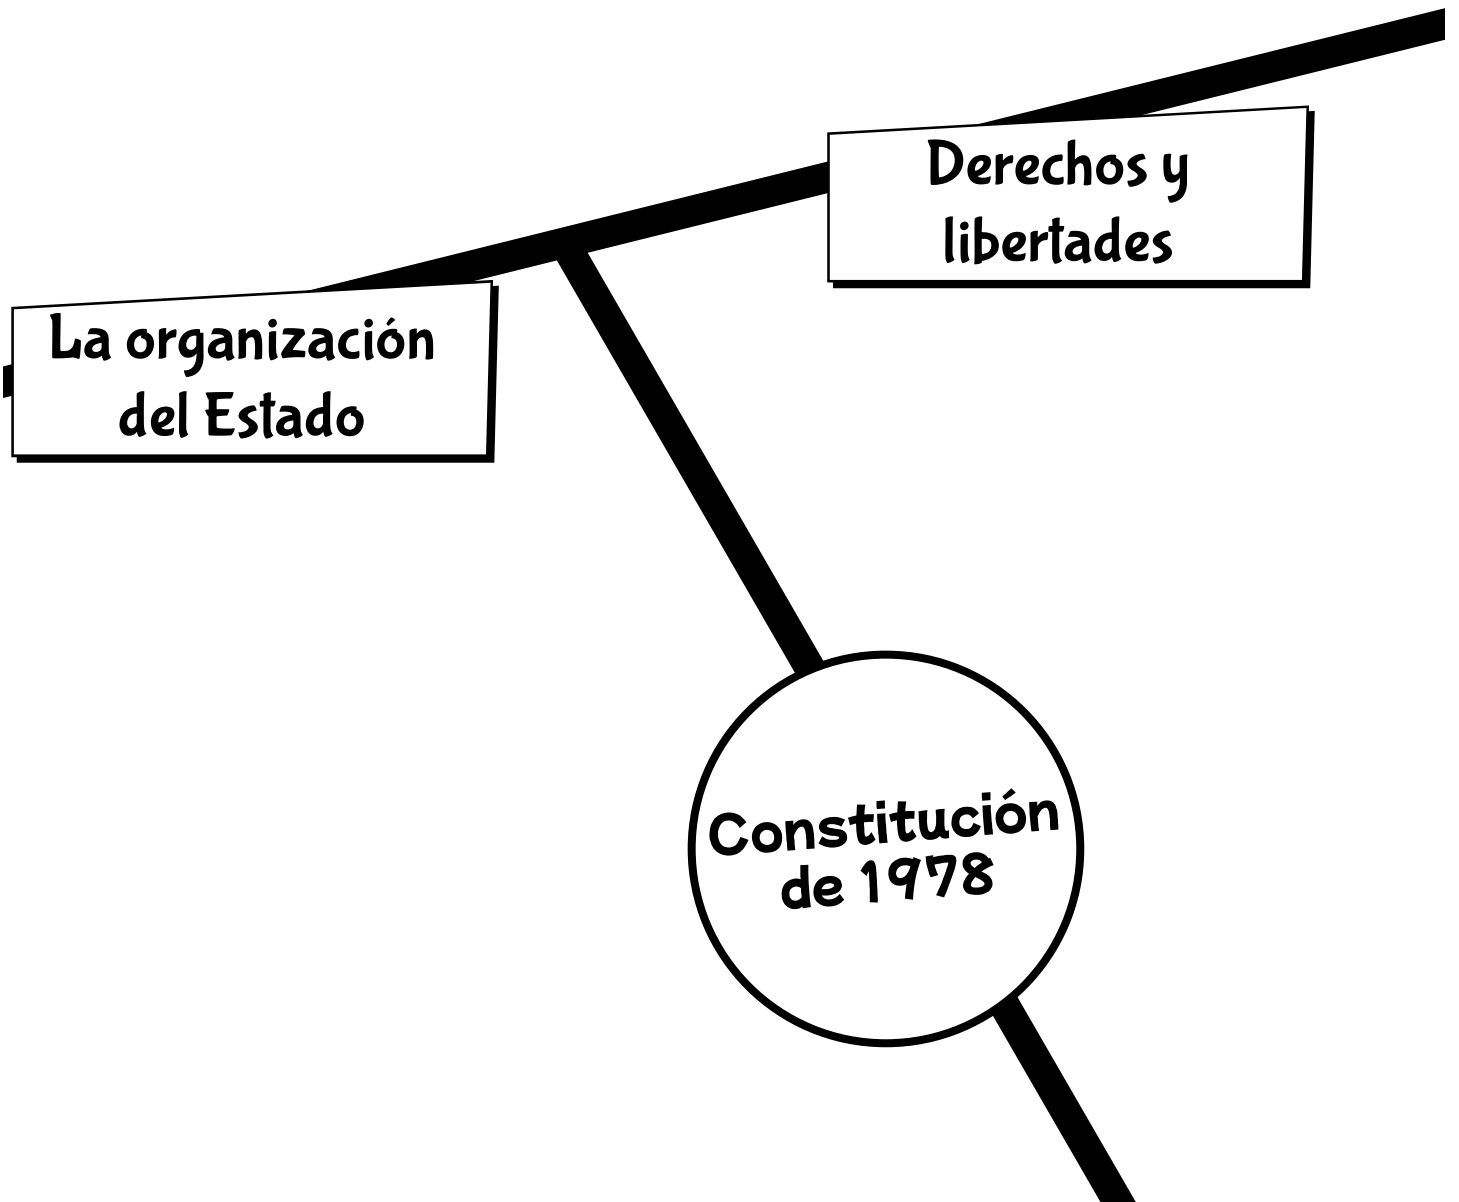 Derechos y
libertades
La organización
del Estado
Constitución
de 1978